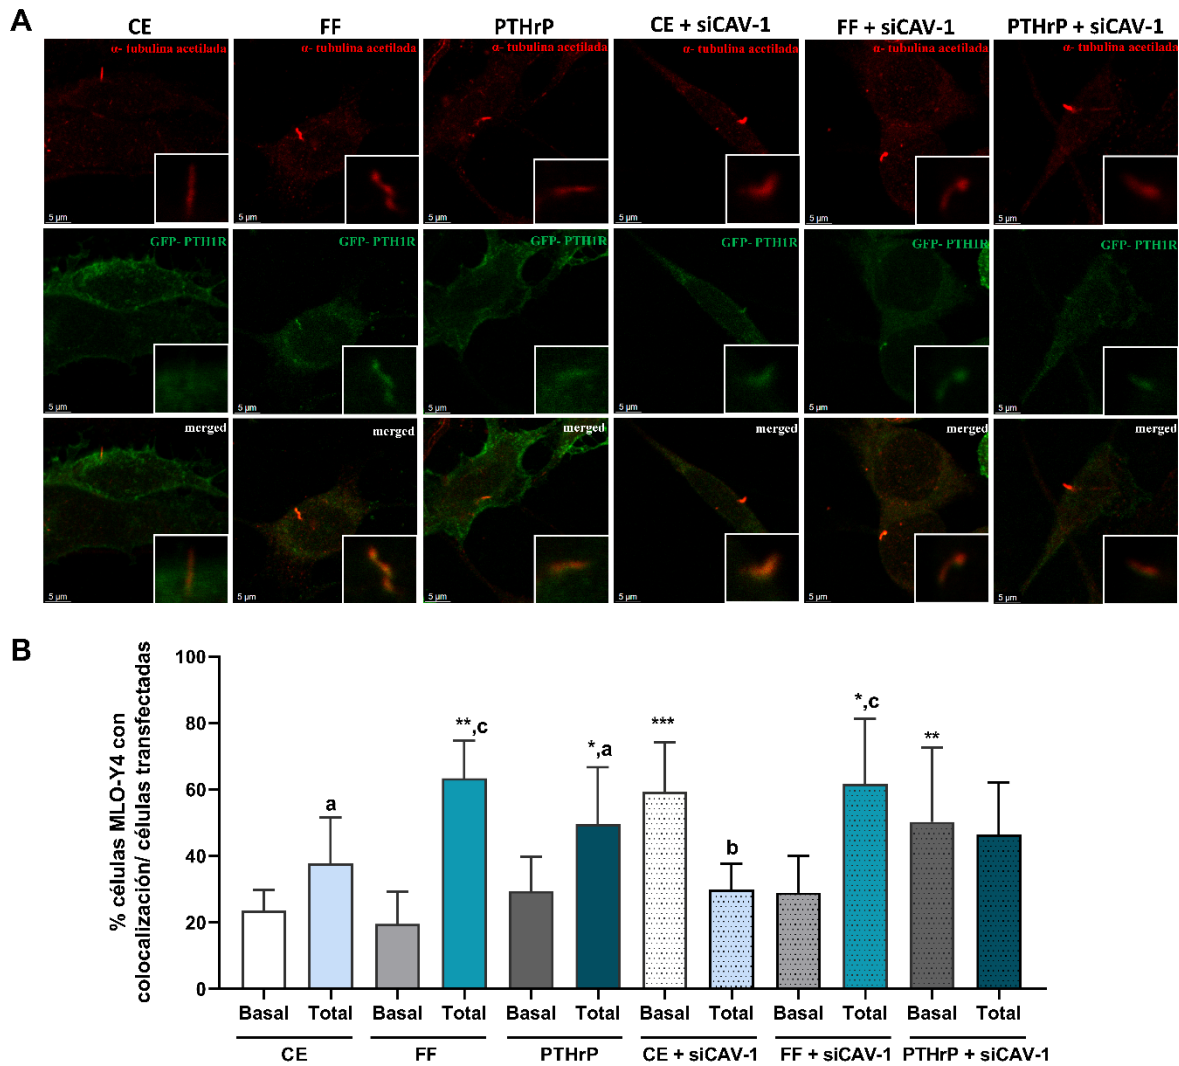 A
CE FF PTHrP CE + siCAV-1 FF + siCAV-1 PTHrP + siCAV-1
α- tubulina acetilada α- tubulina acetilada α- tubulina acetilada α- tubulina acetilada α- tubulina acetilada α- tubulina acetilada
5 µm 5 µm 5 µm 5 µm 5 µm 5 µm
GFP- PTH1R GFP- PTH1R GFP- PTH1R GFP- PTH1R GFP- PTH1R GFP- PTH1R
5 µm 5 µm 5 µm 5 µm 5 µm 5 µm
merged merged merged merged merged merged
5 µm 5 µm 5 µm 5 µm 5 µm 5 µm
B
% células MLO-Y4 con
colocalización/ células transfectadas
100
80
60
40
20
0
a
**,c
*,a
***
b
*,c
**
Basal Total Basal Total Basal Total Basal Total Basal Total Basal Total
CE FF PTHrP CE + siCAV-1 FF + siCAV-1 PTHrP + siCAV-1